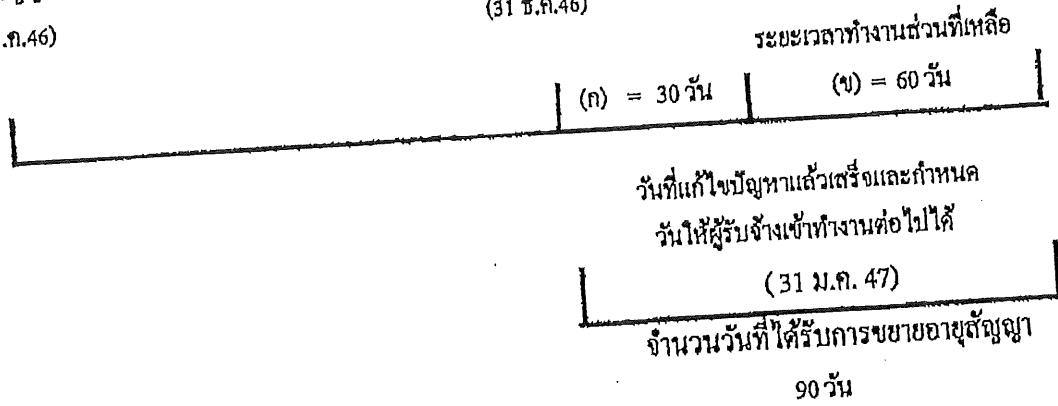 (31 ธ.ค.46)
.ค.46)
ระยะเวลาทำงานส่วนที่เหลือ
(ก) = 30 วัน
(ข) = 60 วัน
วันที่แก้ไขปัญหาแล้วเสร็จและกำหนด
วันให้ผู้รับจ้างเข้าทำงานต่อไปได้
(31 ม.ค. 47)
จำนวนวันที่ได้รับการขยายอายุสัญญา
90 วัน